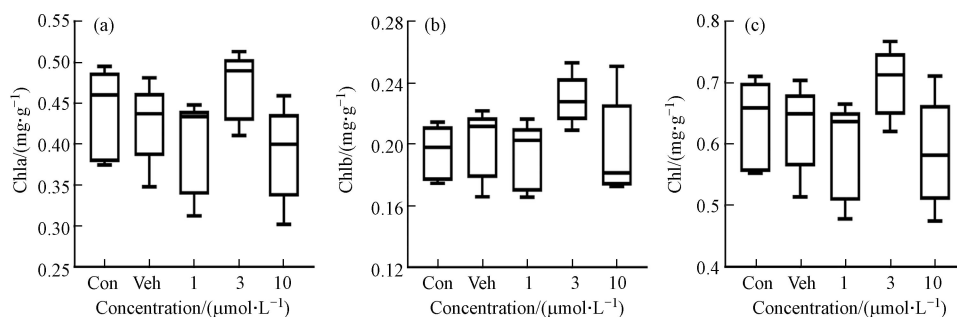 (a)
Chla/(mg·g⁻¹)
0.55
0.50
0.45
0.40
0.35
0.30
0.25
Con Veh 1 3 10
Concentration/(μmol·L⁻¹)
(b)
Chlb/(mg·g⁻¹)
0.28
0.24
0.20
0.16
0.12
Con Veh 1 3 10
Concentration/(μmol·L⁻¹)
(c)
Chl/(mg·g⁻¹)
0.8
0.7
0.6
0.5
0.4
Con Veh 1 3 10
Concentration/(μmol·L⁻¹)